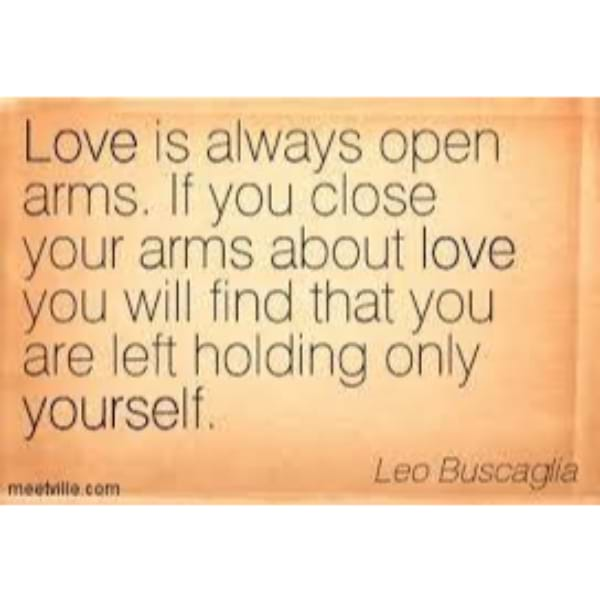 Love is always open
arms. If you close
your arms about love
you will find that you
are left holding only
yourself.
Leo Buscaglia
meetville.com